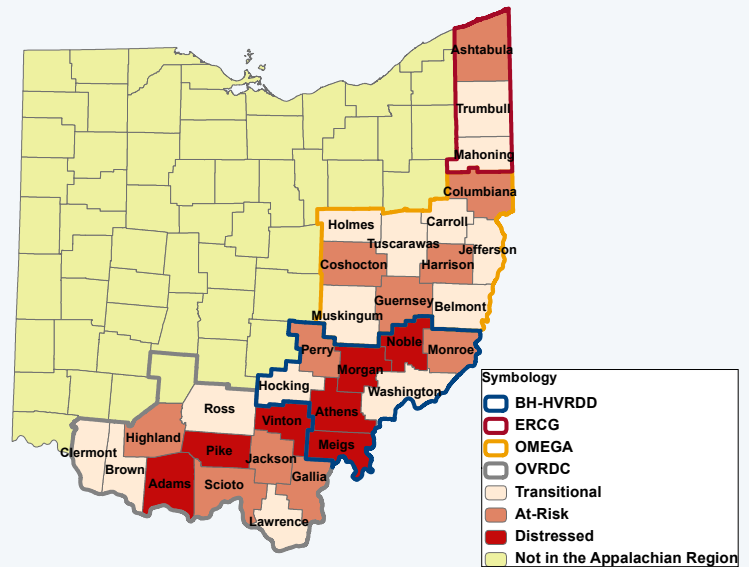 Ashtabula
Trumbull
Mahoning
Columbiana
Holmes
Carroll
Tuscarawas
Jefferson
Coshocton
Harrison
Guernsey
Belmont
Muskingum
Noble
Perry
Monroe
Morgan
Hocking
Washington
Ross
Athens
Vinton
Highland
Meigs
Clermont
Pike
Jackson
Brown
Gallia
Adams
Scioto
Lawrence
Symbology
BH-HVRDD
ERCG
OMEGA
OVRDC
Transitional
At-Risk
Distressed
Not in the Appalachian Region